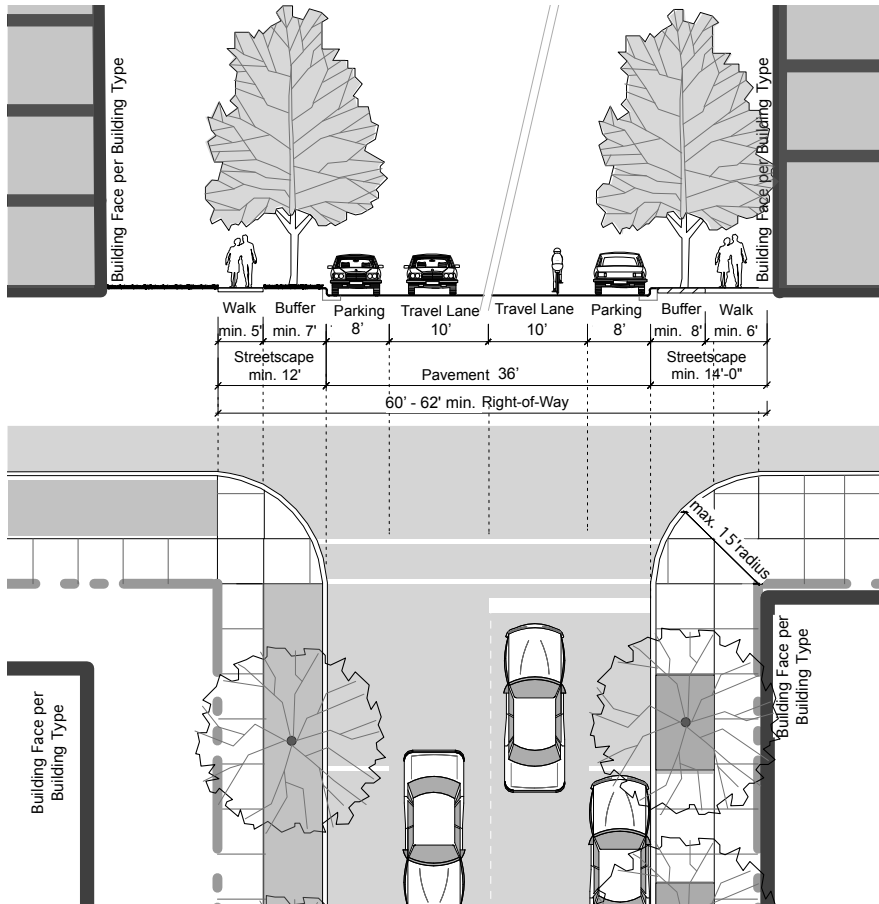 Building Face per Building Type
Building Face per Building Type
Walk
min. 5'
Buffer
min. 7'
Parking
8'
Travel Lane
10'
Travel Lane
10'
Parking
8'
Buffer
min. 8'
Walk
min. 6'
Streetscape
min. 12'
Pavement 36'
Streetscape
min. 14'-0"
60' - 62' min. Right-of-Way
max. 15'radius
Building Face per
Building Type
Building Face per
Building Type